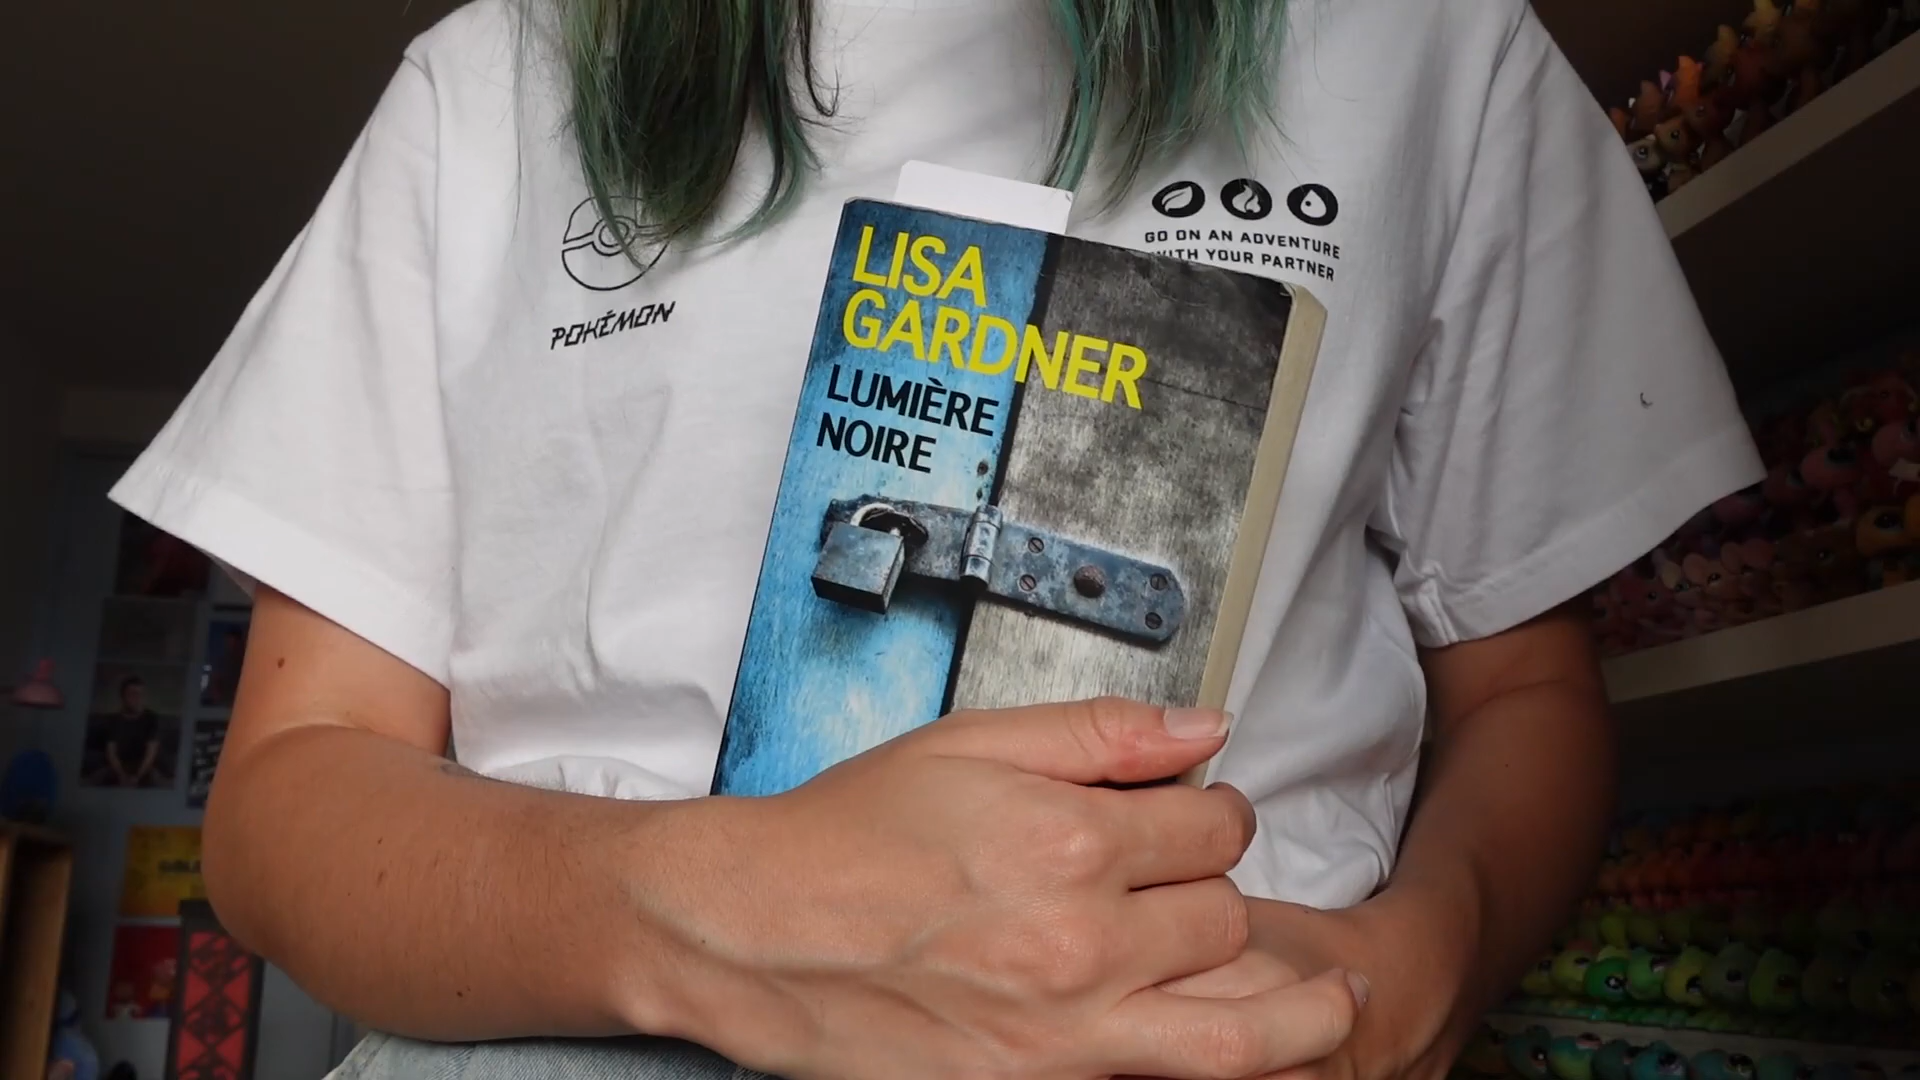 POKÉMON
GO ON AN ADVENTURE
WITH YOUR PARTNER
LISA
GARDNER
LUMIÈRE
NOIRE